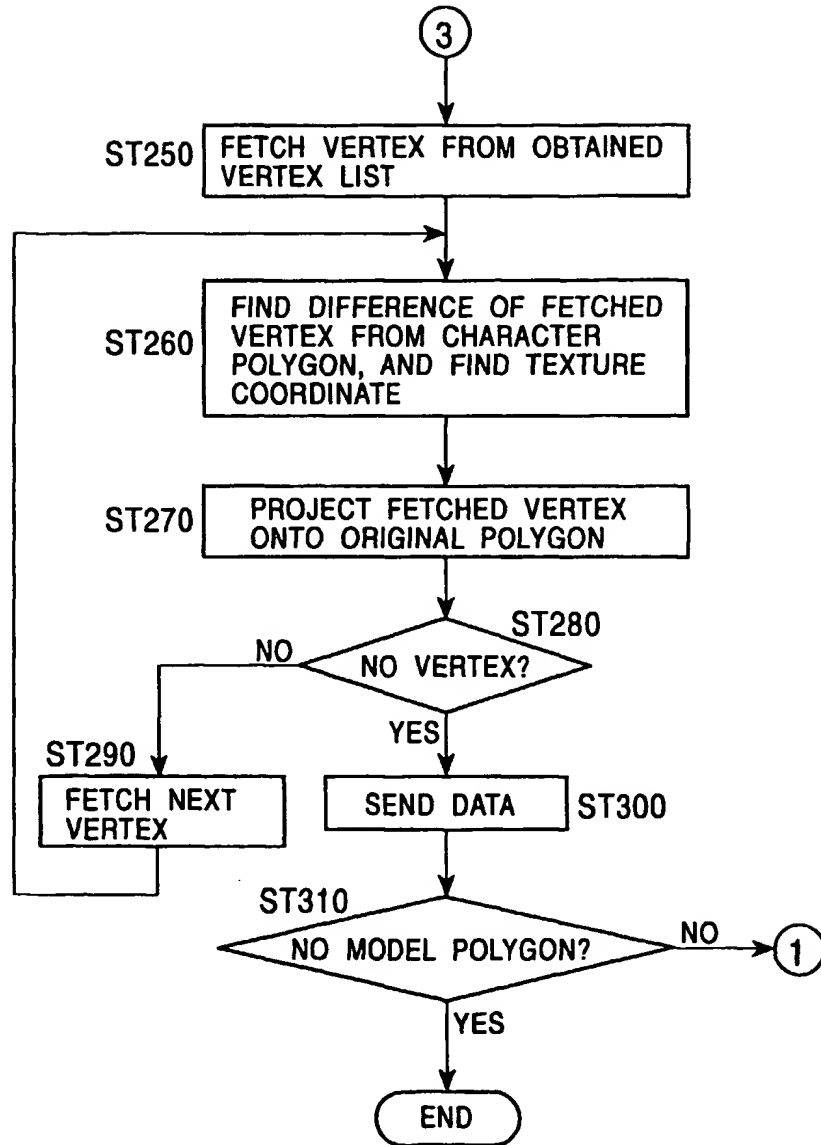 3
ST250
FETCH VERTEX FROM OBTAINED
VERTEX LIST
ST260
FIND DIFFERENCE OF FETCHED
VERTEX FROM CHARACTER
POLYGON, AND FIND TEXTURE
COORDINATE
ST270
PROJECT FETCHED VERTEX
ONTO ORIGINAL POLYGON
ST280
NO VERTEX?
NO
YES
ST290
FETCH NEXT
VERTEX
SEND DATA
ST300
ST310
NO MODEL POLYGON?
NO
1
YES
END